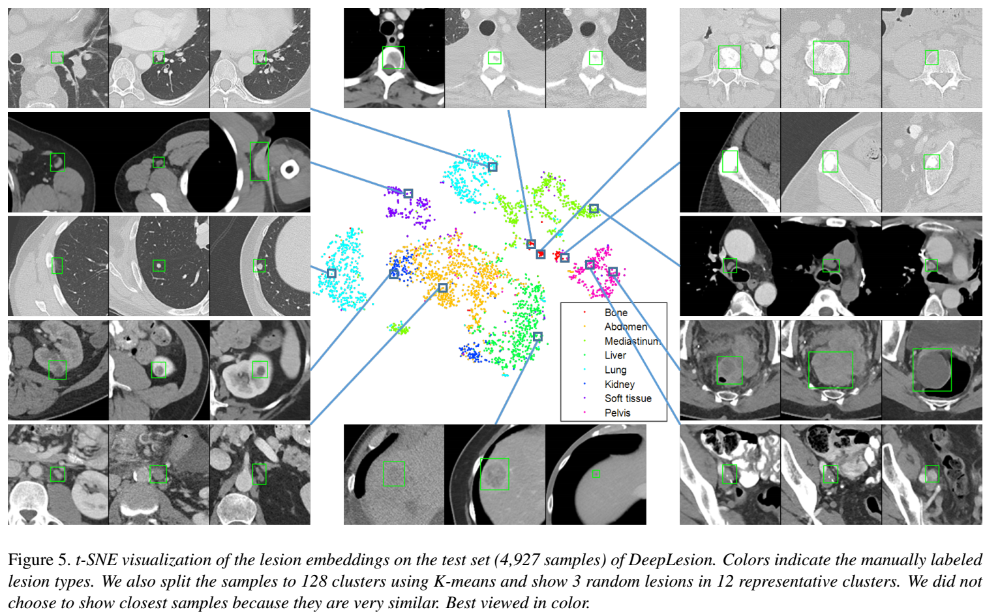 Bone
Abdomen
Mediastinum
Liver
Lung
Kidney
Soft tissue
Pelvis
Figure 5. t-SNE visualization of the lesion embeddings on the test set (4,927 samples) of DeepLesion. Colors indicate the manually labeled
lesion types. We also split the samples to 128 clusters using K-means and show 3 random lesions in 12 representative clusters. We did not
choose to show closest samples because they are very similar. Best viewed in color.